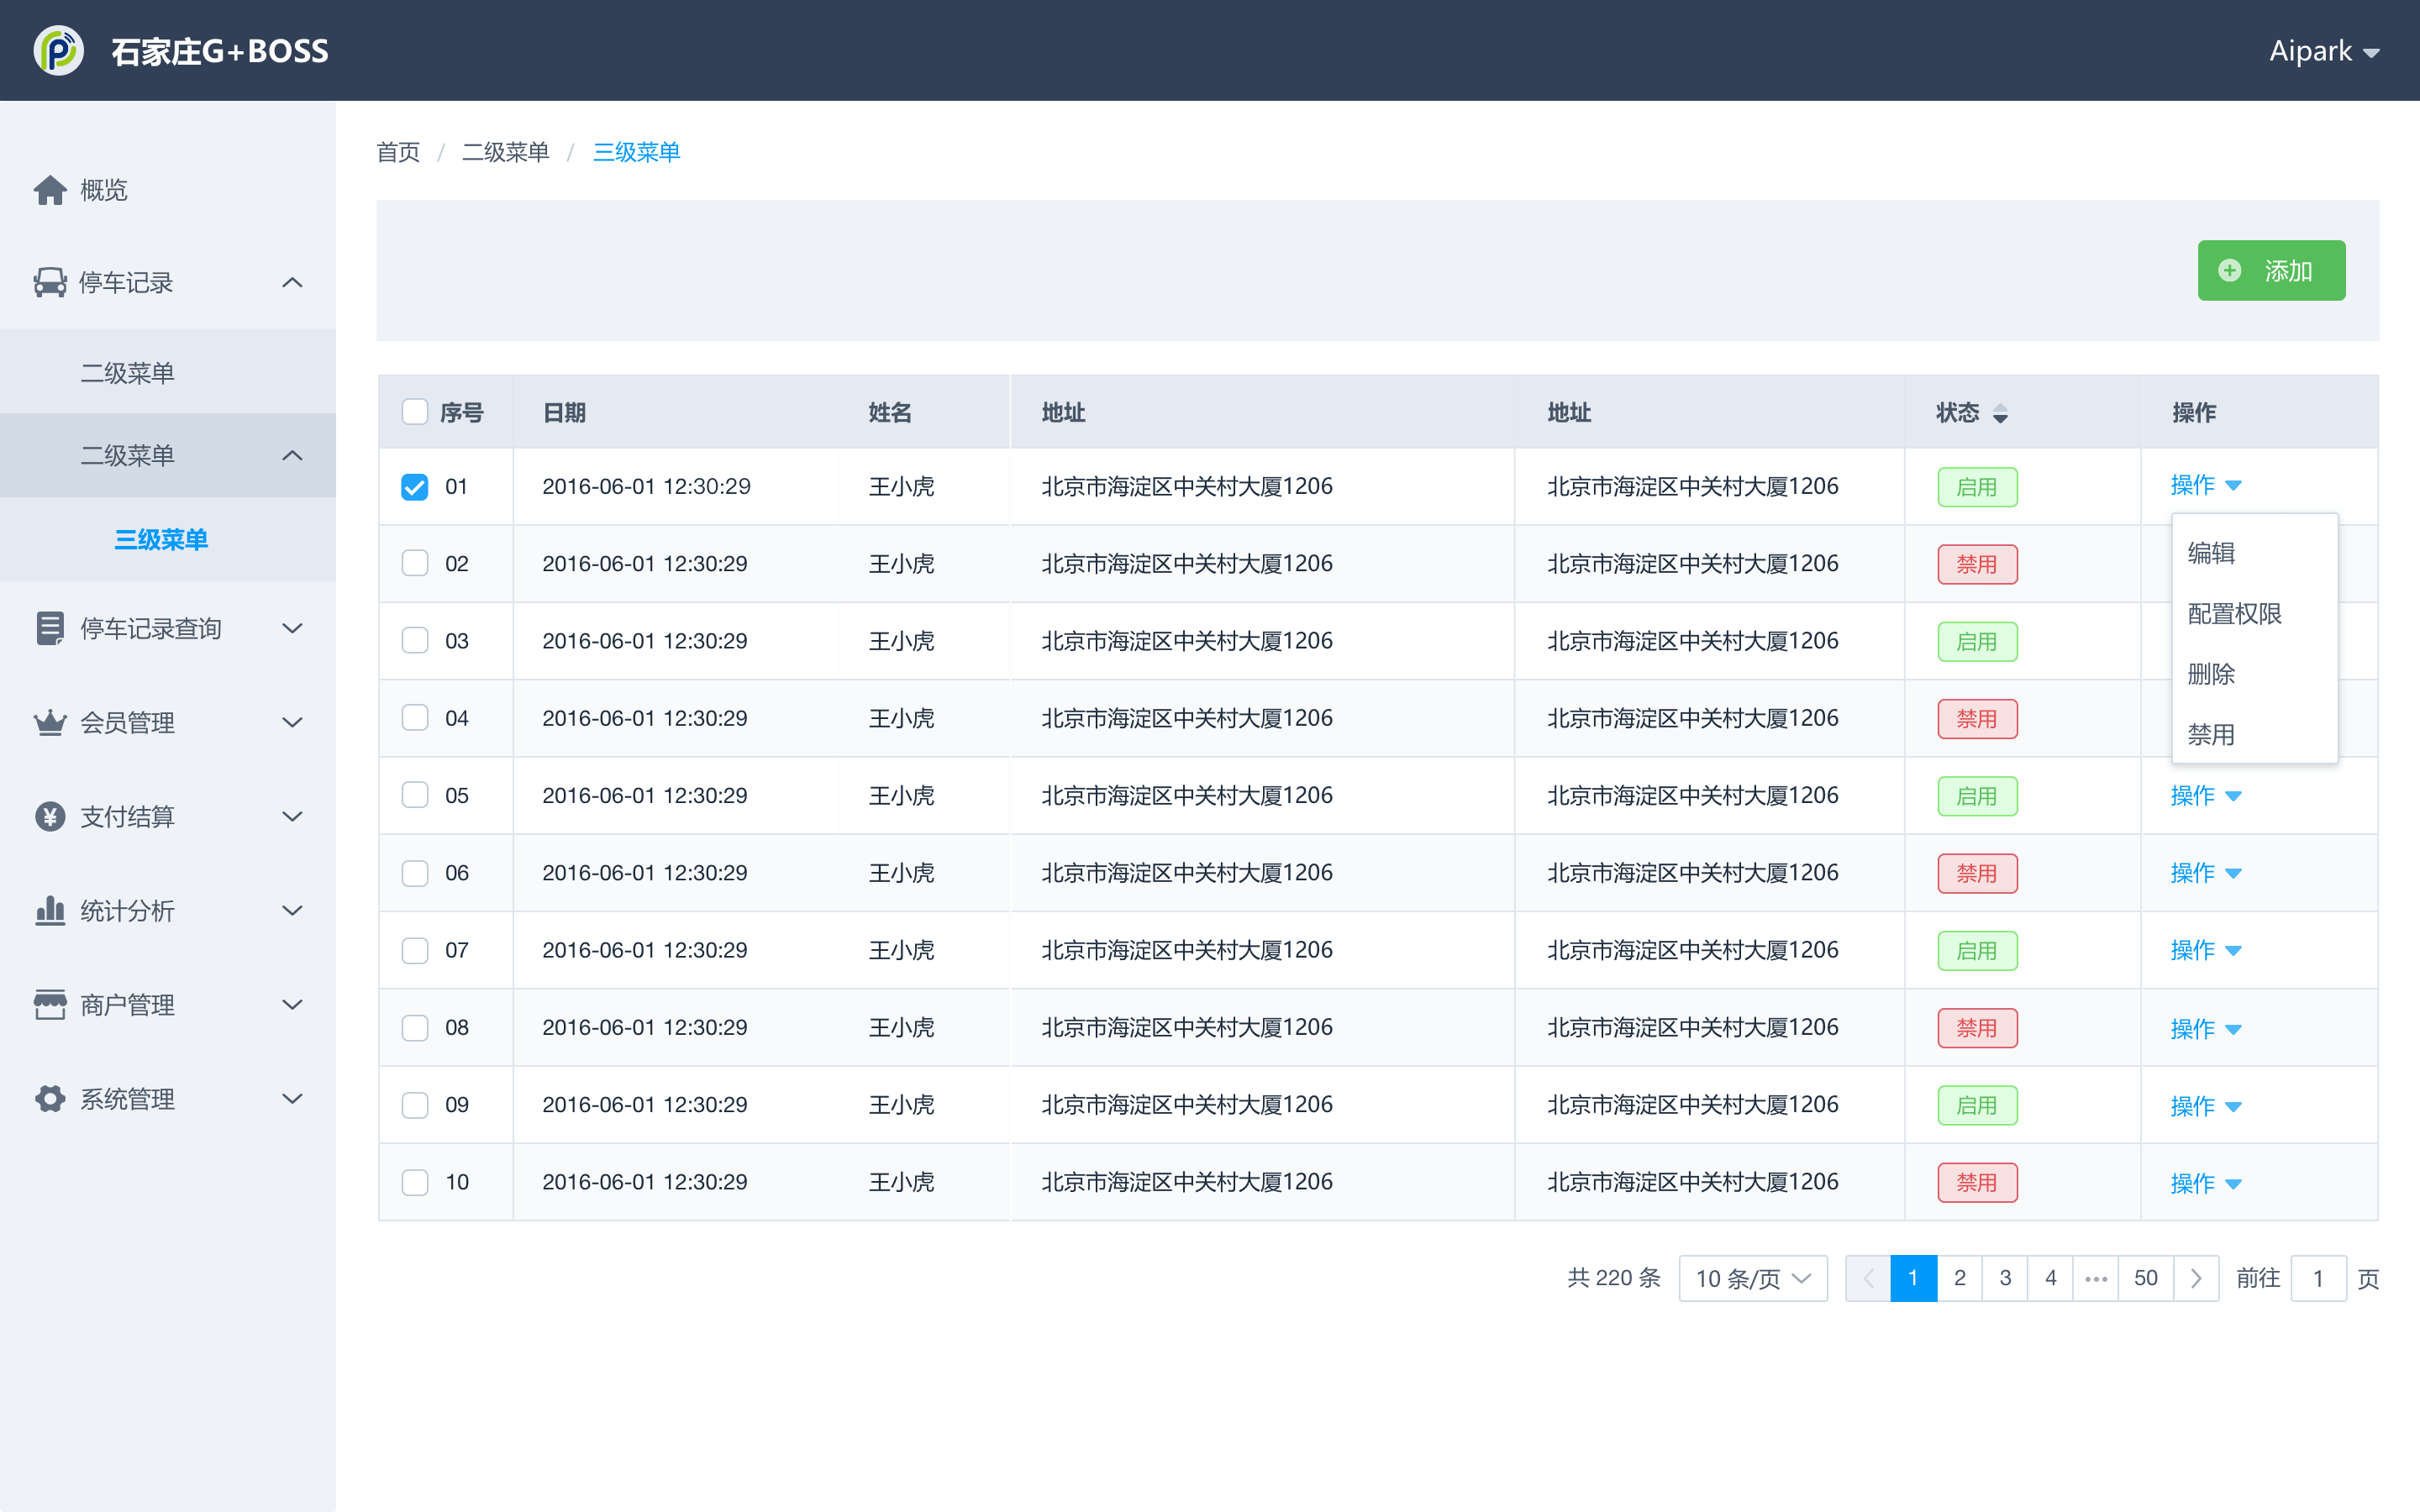 石家庄G+BOSS
Aipark
概览
停车记录
二级菜单
二级菜单
三级菜单
停车记录查询
会员管理
¥ 支付结算
统计分析
商户管理
系统管理
首页 / 二级菜单 / 三级菜单
添加
序号 日期 姓名 地址 地址 状态 操作
01 2016-06-01 12:30:29 王小虎 北京市海淀区中关村大厦1206 北京市海淀区中关村大厦1206 启用 操作
02 2016-06-01 12:30:29 王小虎 北京市海淀区中关村大厦1206 北京市海淀区中关村大厦1206 禁用
03 2016-06-01 12:30:29 王小虎 北京市海淀区中关村大厦1206 北京市海淀区中关村大厦1206 启用
04 2016-06-01 12:30:29 王小虎 北京市海淀区中关村大厦1206 北京市海淀区中关村大厦1206 禁用
编辑
配置权限
删除
禁用
05 2016-06-01 12:30:29 王小虎 北京市海淀区中关村大厦1206 北京市海淀区中关村大厦1206 启用 操作
06 2016-06-01 12:30:29 王小虎 北京市海淀区中关村大厦1206 北京市海淀区中关村大厦1206 禁用 操作
07 2016-06-01 12:30:29 王小虎 北京市海淀区中关村大厦1206 北京市海淀区中关村大厦1206 启用 操作
08 2016-06-01 12:30:29 王小虎 北京市海淀区中关村大厦1206 北京市海淀区中关村大厦1206 禁用 操作
09 2016-06-01 12:30:29 王小虎 北京市海淀区中关村大厦1206 北京市海淀区中关村大厦1206 启用 操作
10 2016-06-01 12:30:29 王小虎 北京市海淀区中关村大厦1206 北京市海淀区中关村大厦1206 禁用 操作
共 220 条 10 条/页 1 2 3 4 ••• 50 前往 1 页